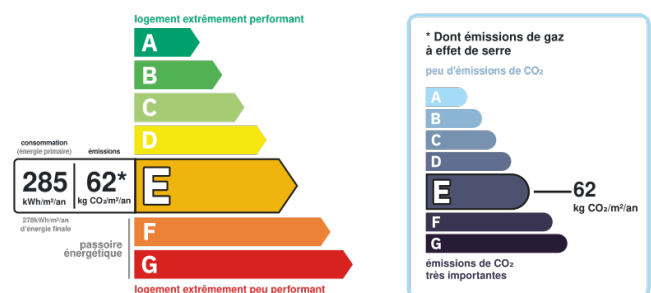 logement extrêmement performant
A
B
C
D
consommation
(énergie primaire)
émissions
285
kWh/m²/an
62*
kg CO₂/m²/an
E
278kWh/m²/an
d'énergie finale
passoire
énergétique
F
G
logement extrêmement peu performant
* Dont émissions de gaz
à effet de serre
peu d'émissions de CO₂
A
B
C
D
E
62
kg CO₂/m²/an
F
G
émissions de CO₂
très importantes